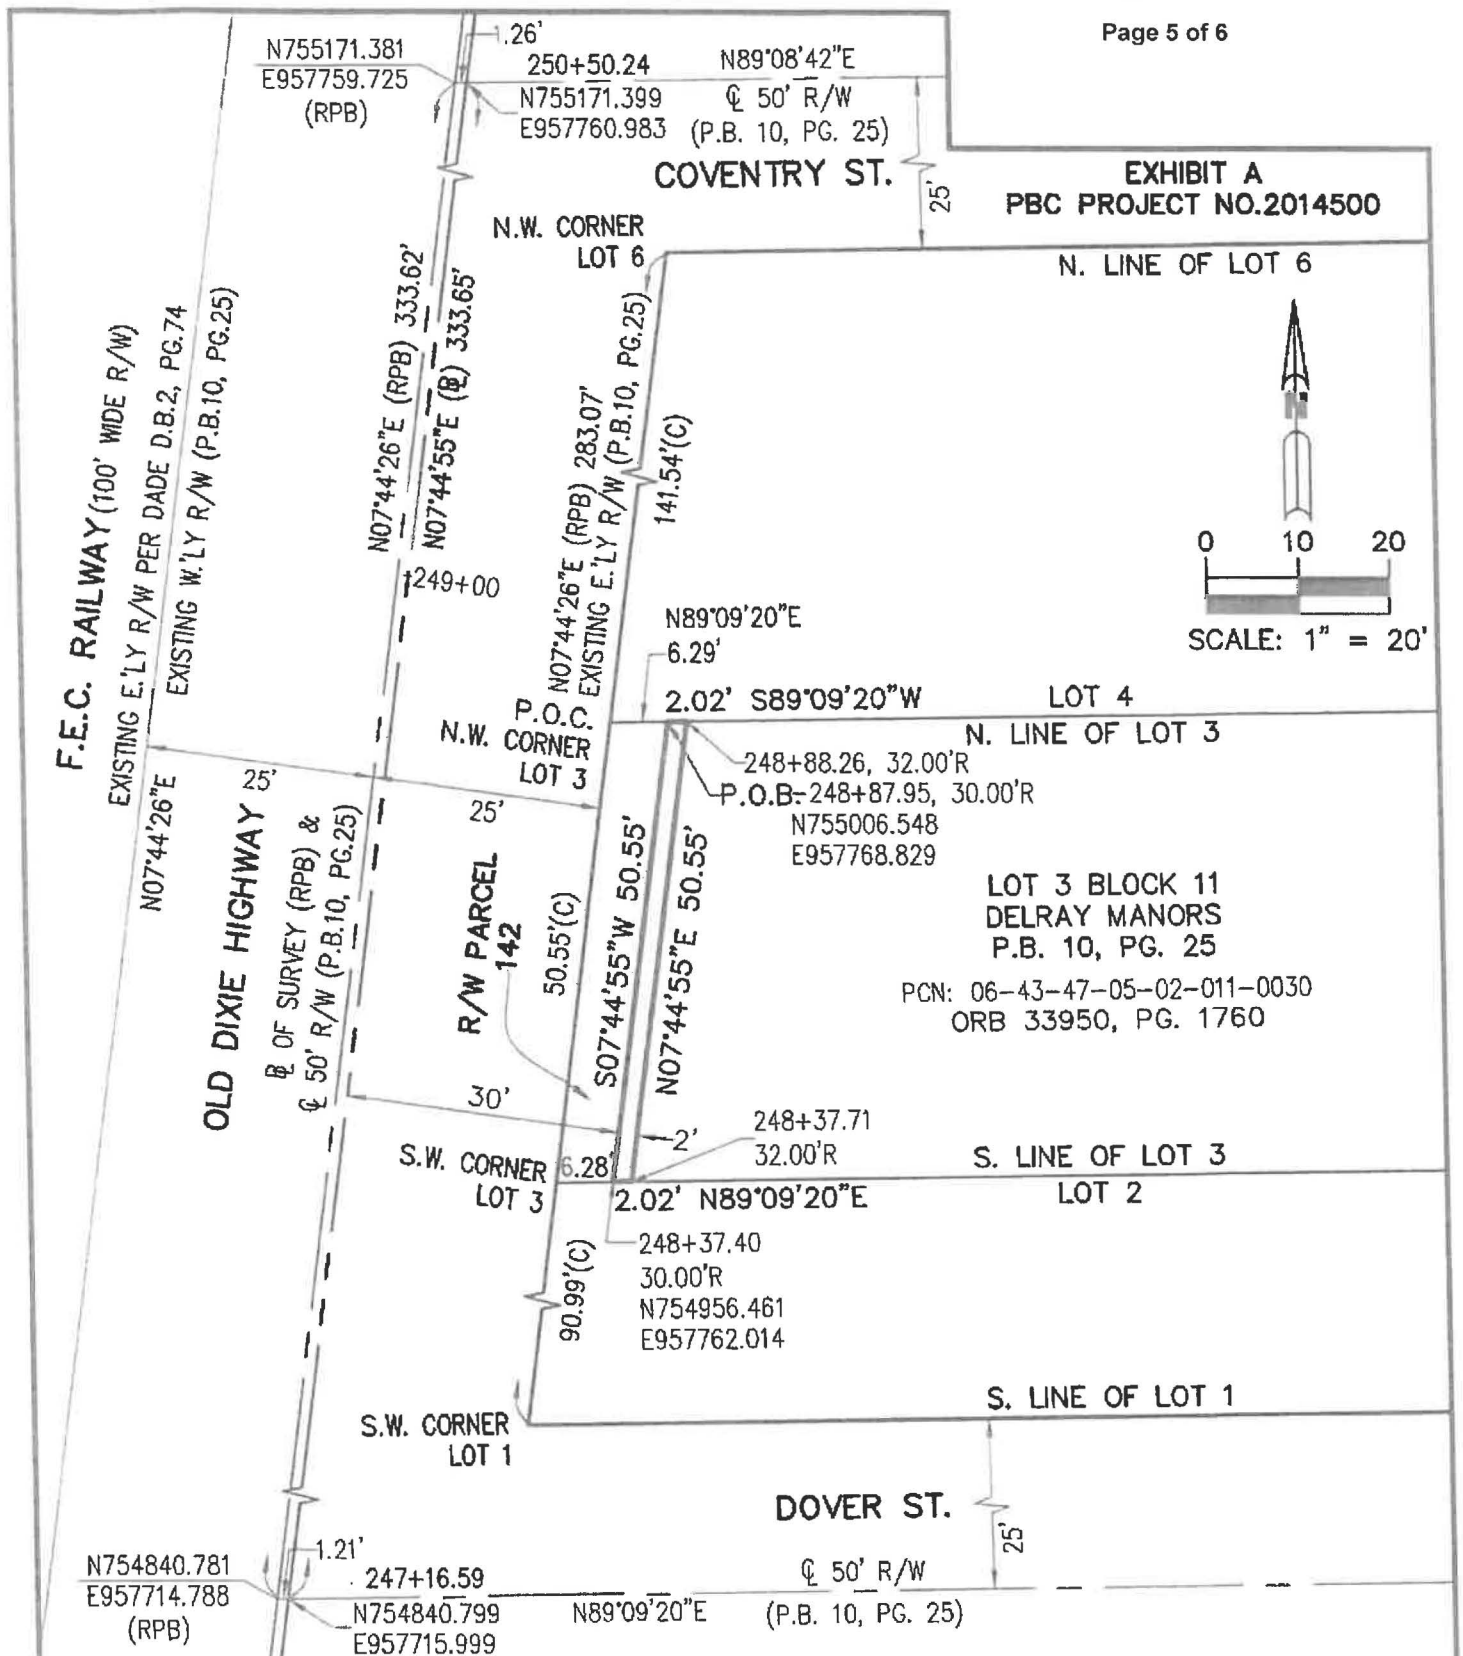 Page 5 of 6
N755171.381
E957759.725
(RPB)
1.26'
250+50.24
N755171.399
E957760.983
N89°08'42"E
℄ 50' R/W
(P.B. 10, PG. 25)
COVENTRY ST.
25'
EXHIBIT A
PBC PROJECT NO.2014500
N.W. CORNER
LOT 6
N. LINE OF LOT 6
F.E.C. RAILWAY (100' WIDE R/W)
EXISTING E.'LY R/W PER DADE D.B.2, PG.74
EXISTING W.'LY R/W (P.B.10, PG.25)
N07°44'26"E (RPB) 333.62'
N07°44'55"E (BL) 333.65'
N07°44'26"E (RPB) 283.07'
EXISTING E.'LY R/W (P.B.10, PG.25)
141.54'(C)
N
0 10 20
SCALE: 1" = 20'
249+00
N89°09'20"E
6.29'
P.O.C.
N.W. CORNER
LOT 3
2.02' S89°09'20"W
LOT 4
N. LINE OF LOT 3
248+88.26, 32.00'R
P.O.B. 248+87.95, 30.00'R
N755006.548
E957768.829
25'
25'
N07°44'26"E
OLD DIXIE HIGHWAY
BL OF SURVEY (RPB) &
℄ 50' R/W (P.B.10, PG.25)
R/W PARCEL
142
50.55'(C)
S07°44'55"W 50.55'
N07°44'55"E 50.55'
LOT 3 BLOCK 11
DELRAY MANORS
P.B. 10, PG. 25
PCN: 06-43-47-05-02-011-0030
ORB 33950, PG. 1760
30'
2'
248+37.71
32.00'R
S.W. CORNER
LOT 3
6.28'
S. LINE OF LOT 3
2.02' N89°09'20"E
LOT 2
248+37.40
30.00'R
N754956.461
E957762.014
90.99'(C)
S.W. CORNER
LOT 1
S. LINE OF LOT 1
DOVER ST.
25'
N754840.781
E957714.788
(RPB)
1.21'
247+16.59
N754840.799
E957715.999
N89°09'20"E
℄ 50' R/W
(P.B. 10, PG. 25)